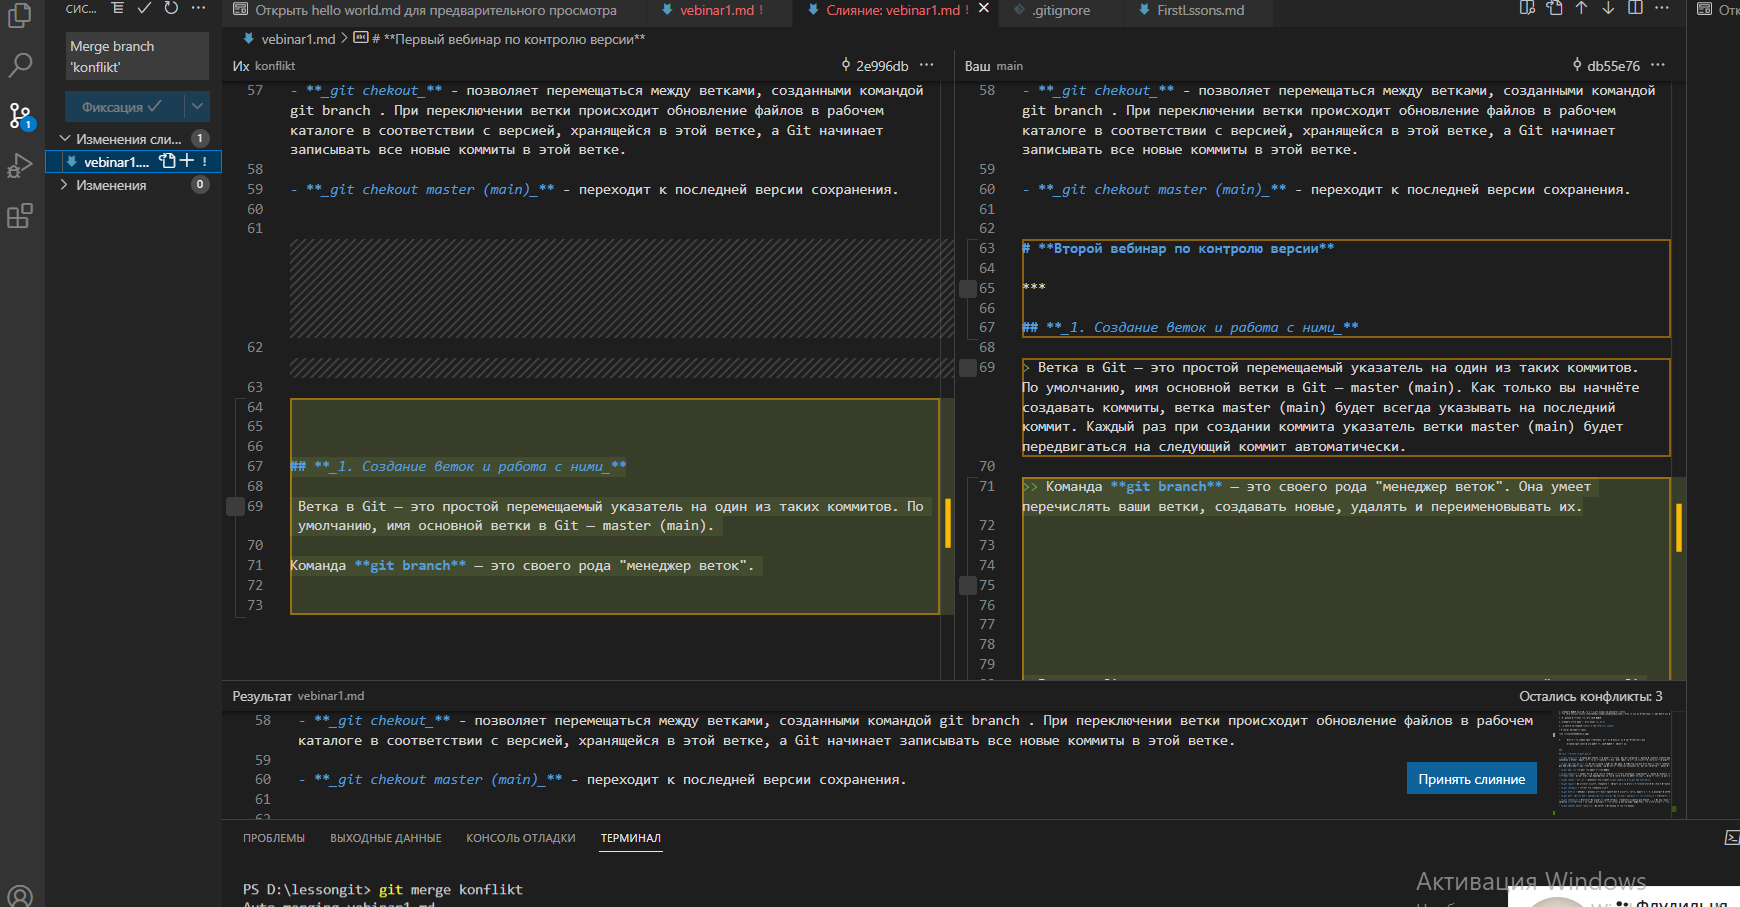 СИС...
Открыть hello world.md для предварительного просмотра
vebinar1.md !
Слияние: vebinar1.md !
.gitignore
FirstLssons.md
Merge branch
'konflikt'
Фиксация
Изменения сли... 1
vebinar1.... !
Изменения 0
1
vebinar1.md > # **Первый вебинар по контролю версии**
Их konflikt 2e996db ...
57 - **_git chekout_** - позволяет перемещаться между ветками, созданными командой
git branch . При переключении ветки происходит обновление файлов в рабочем
каталоге в соответствии с версией, хранящейся в этой ветке, а Git начинает
записывать все новые коммиты в этой ветке.
58
59 - **_git chekout master (main)_** - переходит к последней версии сохранения.
60
61
62
63
64
65
66
67 ## **_1. Создание веток и работа с ними_**
68
69 Ветка в Git — это простой перемещаемый указатель на один из таких коммитов. По
умолчанию, имя основной ветки в Git — master (main).
70
71 Команда **git branch** — это своего рода "менеджер веток".
72
73
Ваш main db55e76 ...
58 - **_git chekout_** - позволяет перемещаться между ветками, созданными командой
git branch . При переключении ветки происходит обновление файлов в рабочем
каталоге в соответствии с версией, хранящейся в этой ветке, а Git начинает
записывать все новые коммиты в этой ветке.
59
60 - **_git chekout master (main)_** - переходит к последней версии сохранения.
61
62
63 # **Второй вебинар по контролю версии**
64
65 ***
66
67 ## **_1. Создание веток и работа с ними_**
68
69 > Ветка в Git — это простой перемещаемый указатель на один из таких коммитов.
По умолчанию, имя основной ветки в Git — master (main). Как только вы начнёте
создавать коммиты, ветка master (main) будет всегда указывать на последний
коммит. Каждый раз при создании коммита указатель ветки master (main) будет
передвигаться на следующий коммит автоматически.
70
71 >> Команда **git branch** — это своего рода "менеджер веток". Она умеет
перечислять ваши ветки, создавать новые, удалять и переименовывать их.
72
73
74
75
76
77
78
79
Результат vebinar1.md Остались конфликты: 3
58 - **_git chekout_** - позволяет перемещаться между ветками, созданными командой git branch . При переключении ветки происходит обновление файлов в рабочем
каталоге в соответствии с версией, хранящейся в этой ветке, а Git начинает записывать все новые коммиты в этой ветке.
59
60 - **_git chekout master (main)_** - переходит к последней версии сохранения.
61
62
Принять слияние
ПРОБЛЕМЫ ВЫХОДНЫЕ ДАННЫЕ КОНСОЛЬ ОТЛАДКИ ТЕРМИНАЛ
PS D:\lessongit> git merge konflikt
Auto-merging vebinar1.md
Активация Windows